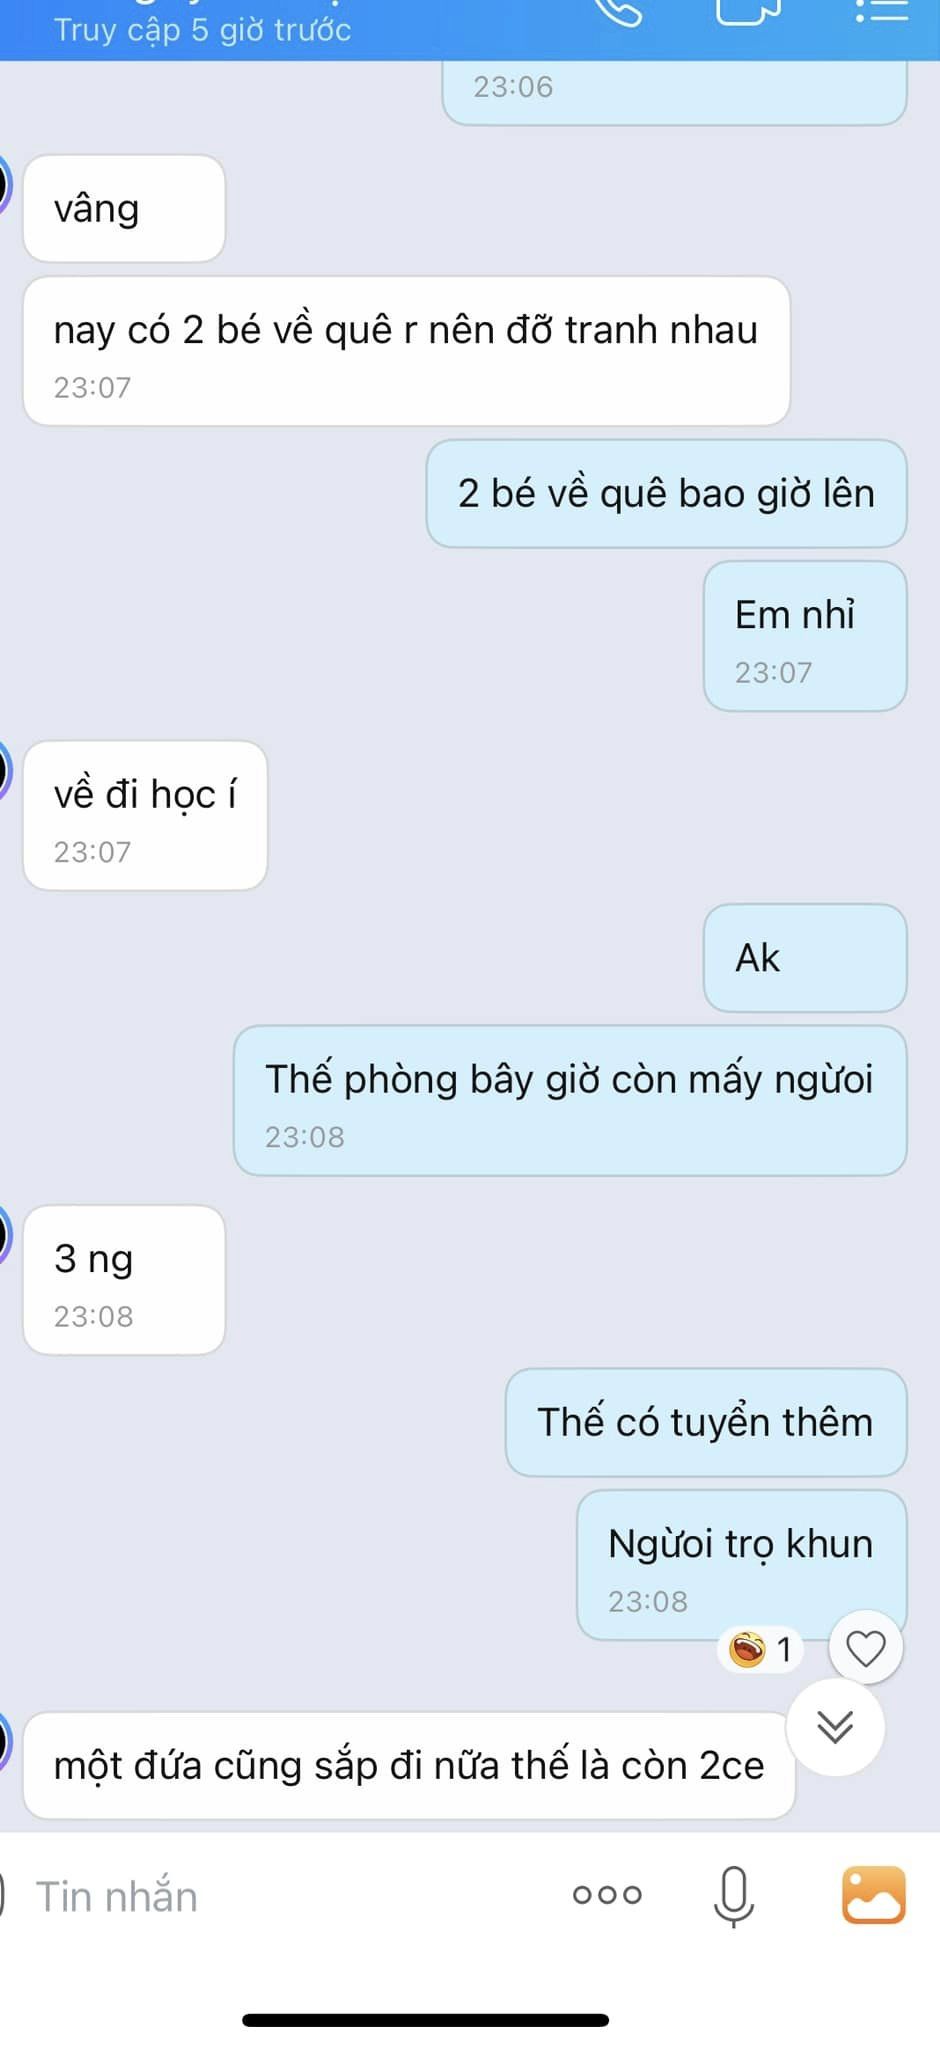 Truy cập 5 giờ trước
23:06
vâng
nay có 2 bé về quê r nên đỡ tranh nhau
23:07
2 bé về quê bao giờ lên
Em nhỉ
23:07
về đi học í
23:07
Ak
Thế phòng bây giờ còn mấy ngừoi
23:08
3 ng
23:08
Thế có tuyển thêm
Ngừoi trọ khun
23:08
1
một đứa cũng sắp đi nữa thế là còn 2ce
Tin nhắn